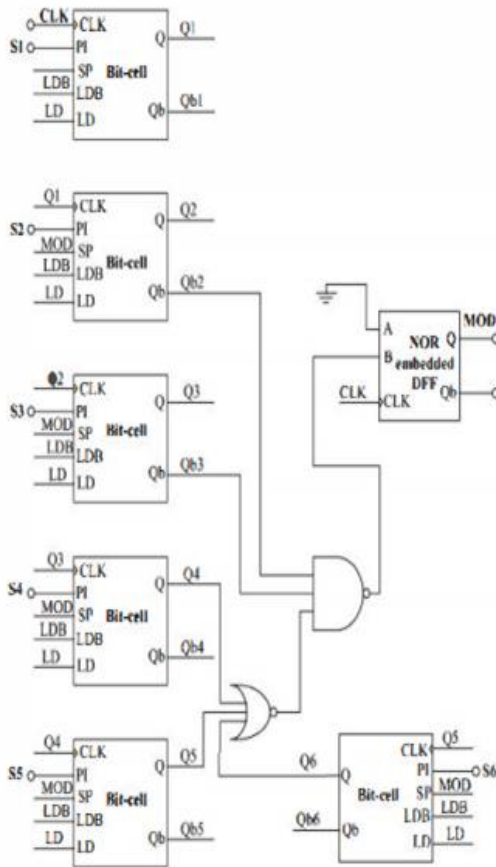 CLK
CLK
Q
Q1
S1
PI
SP
Bit-cell
LDB
LDB
Qb
Qb1
LD
LD
Q1
CLK
Q
Q2
S2
PI
MOD
SP
Bit-cell
LDB
LDB
Qb
Qb2
LD
LD
A
NOR
Q
MOD
B
embedded
DFF
Qb
CLK
CLK
Q2
CLK
Q
Q3
S3
PI
MOD
SP
Bit-cell
LDB
LDB
Qb
Qb3
LD
LD
Q3
CLK
Q
Q4
S4
PI
MOD
SP
Bit-cell
LDB
LDB
Qb
Qb4
LD
LD
Q4
CLK
Q
Q5
S5
PI
MOD
SP
Bit-cell
LDB
LDB
Qb
Qb5
LD
LD
CLK
Q5
Q6
Q
PI
S6
Bit-cell
SP
MOD
LDB
LDB
Qb6
Qb
LD
LD